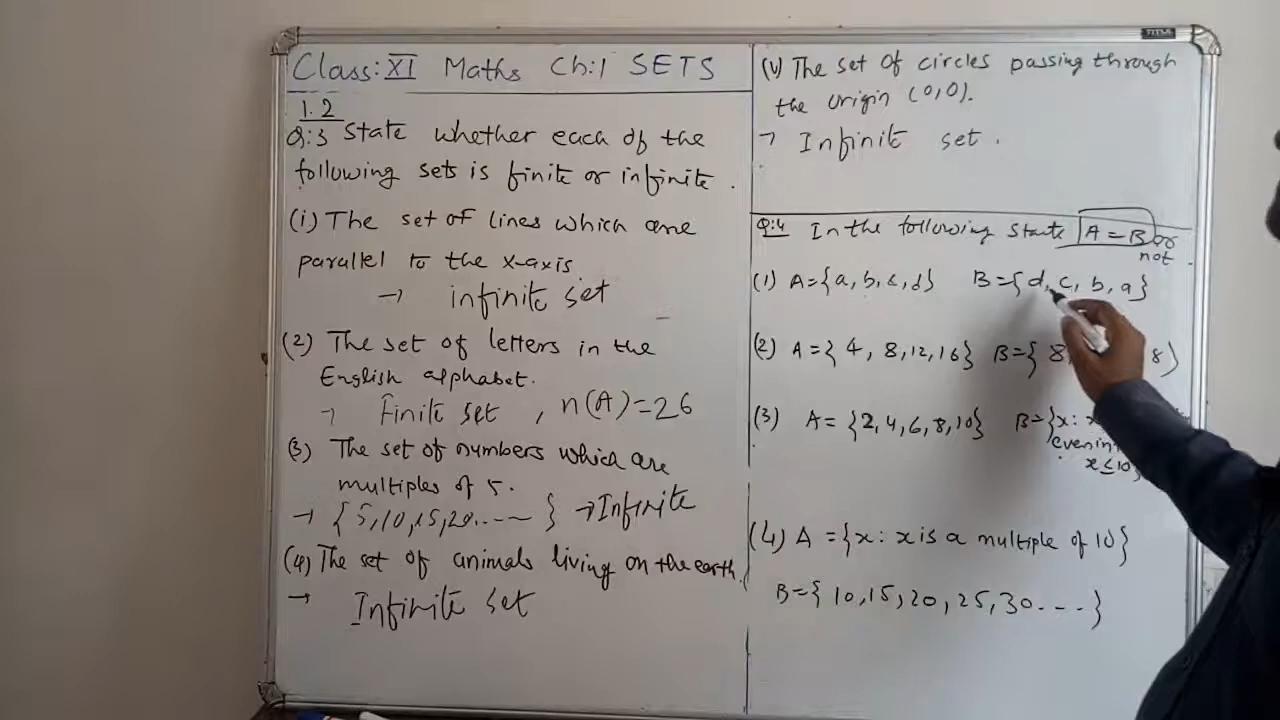 Class: XI Maths Ch:1 SETS
1.2
Q:3 State whether each of the
following sets is finite or infinite.
(i) The set of lines which are
parallel to the x-axis.
→ infinite set
(2) The set of letters in the
English alphabet.
→ Finite set, n(A)=26
(3) The set of numbers which are
multiples of 5.
→ {5,10,15,20.....} → Infinite
(4) The set of animals living on the earth.
→ Infinite set
(V) The set of circles passing through
the origin (0,0).
→ Infinite set.
Q:4 In the following state A = B or
not.
(1) A={a, b, c, d} B={d, c, b, a}
(2) A={ 4, 8, 12, 16} B={ 8, 8}
(3) A={2, 4, 6, 8, 10} B={x: x
even in
x≤10}
(4) A ={x: x is a multiple of 10}
B={ 10, 15, 20, 25, 30....}
TITLE